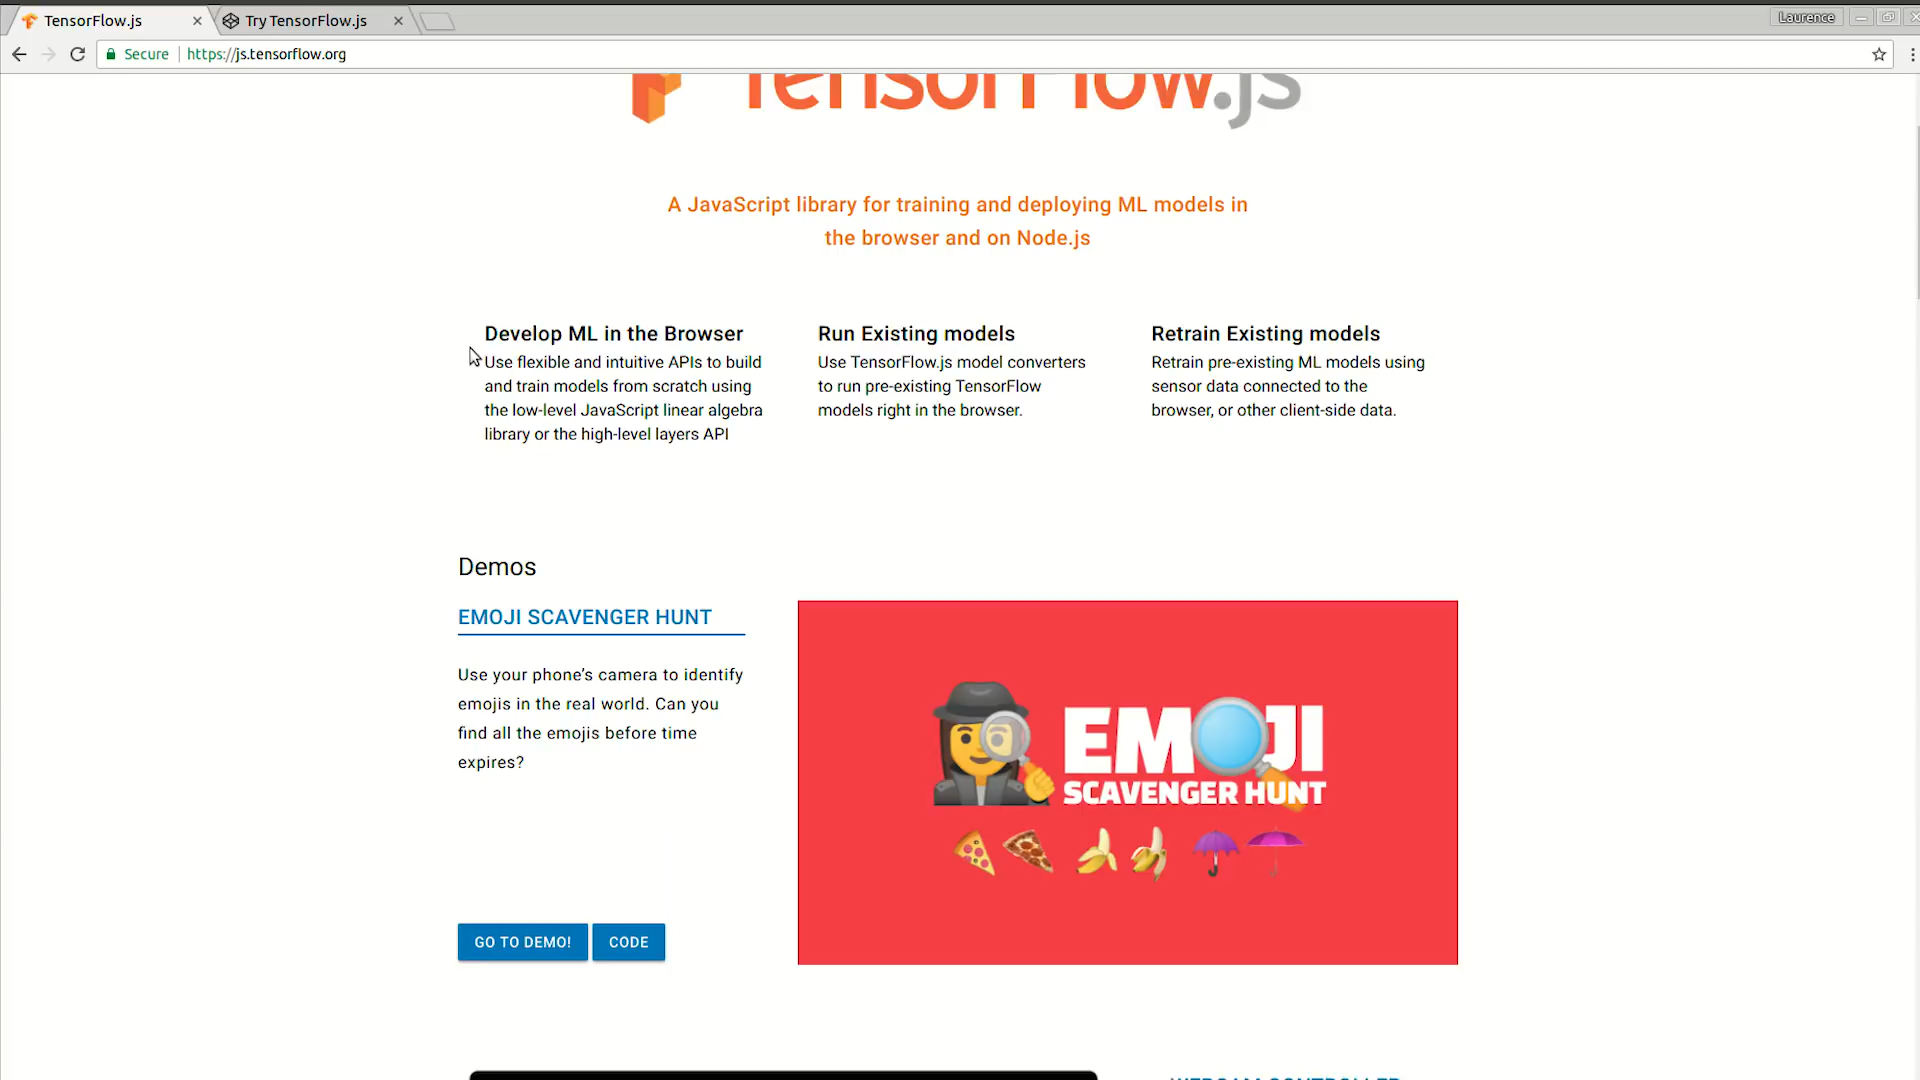 TensorFlow.js
Try TensorFlow.js
Laurence
Secure
https://js.tensorflow.org
TensorFlow.js
A JavaScript library for training and deploying ML models in
the browser and on Node.js
Develop ML in the Browser
Use flexible and intuitive APIs to build
and train models from scratch using
the low-level JavaScript linear algebra
library or the high-level layers API
Run Existing models
Use TensorFlow.js model converters
to run pre-existing TensorFlow
models right in the browser.
Retrain Existing models
Retrain pre-existing ML models using
sensor data connected to the
browser, or other client-side data.
Demos
EMOJI SCAVENGER HUNT
Use your phone’s camera to identify
emojis in the real world. Can you
find all the emojis before time
expires?
GO TO DEMO!
CODE
EMOJI
SCAVENGER HUNT
WEBCAM CONTROLLER